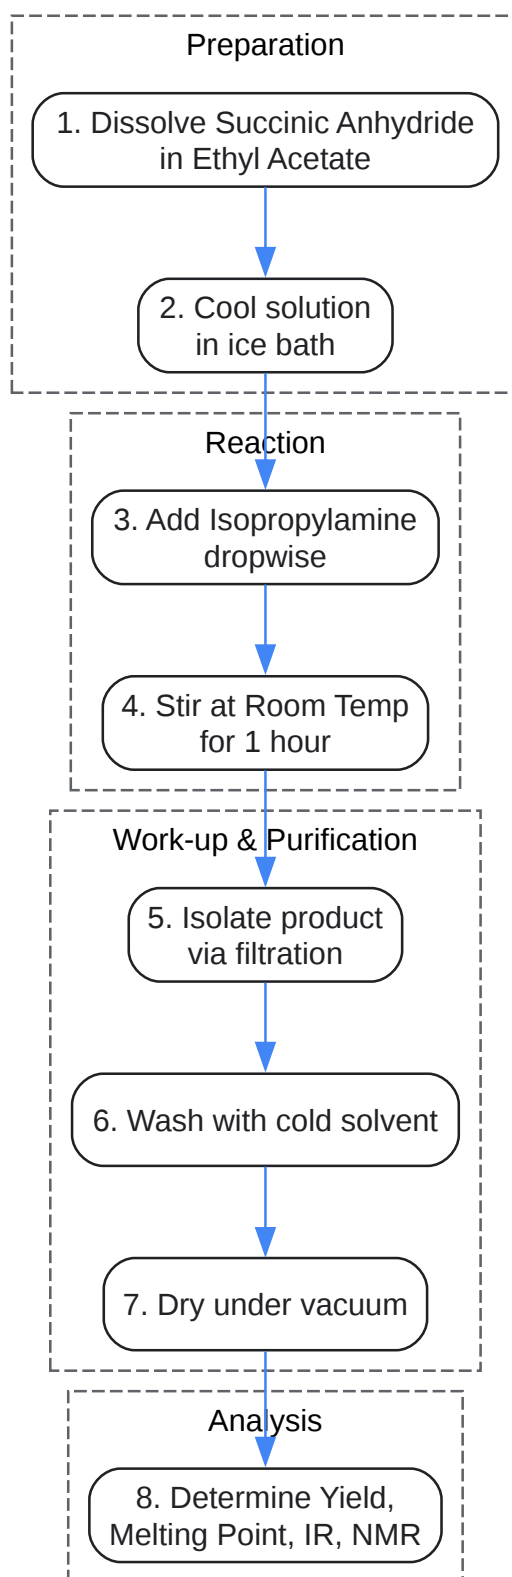 Preparation
1. Dissolve Succinic Anhydride
in Ethyl Acetate
2. Cool solution
in ice bath
Reaction
3. Add Isopropylamine
dropwise
4. Stir at Room Temp
for 1 hour
Work-up & Purification
5. Isolate product
via filtration
6. Wash with cold solvent
7. Dry under vacuum
Analysis
8. Determine Yield,
Melting Point, IR, NMR